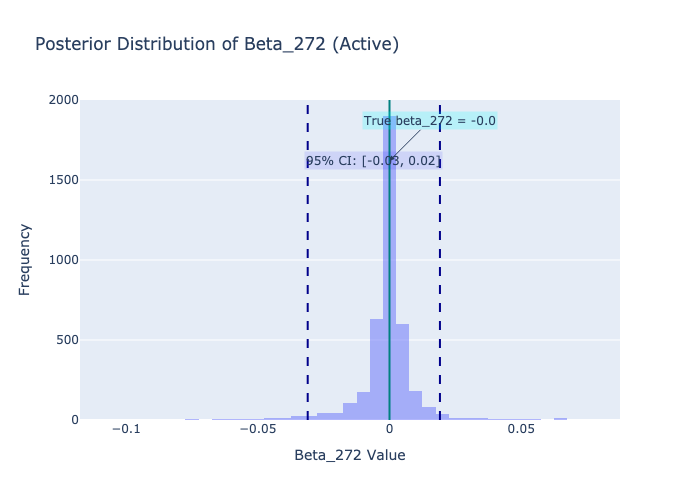 Posterior Distribution of Beta_272 (Active)
2000
True beta_272 = -0.0
95% CI: [-0.03, 0.02]
1500
1000
500
0
Frequency
−0.1
−0.05
0
0.05
Beta_272 Value